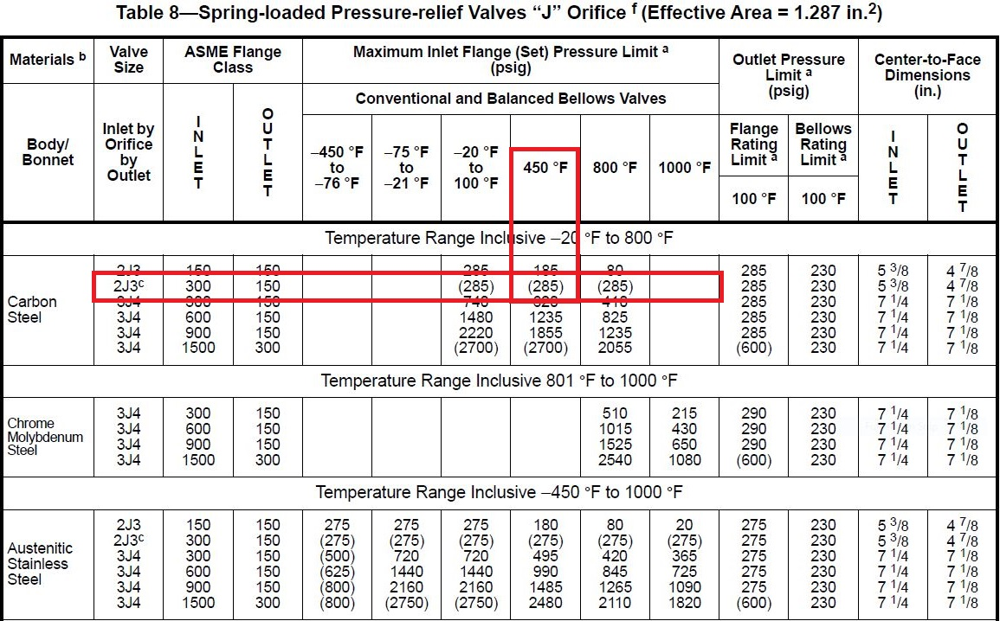 Table 8—Spring-loaded Pressure-relief Valves “J” Orifice f (Effective Area = 1.287 in.2)
Materials b
Valve Size
ASME Flange Class
Maximum Inlet Flange (Set) Pressure Limit a (psig)
Outlet Pressure Limit a (psig)
Center-to-Face Dimensions (in.)
Body/ Bonnet
Inlet by Orifice by Outlet
INLET
OUTLET
Conventional and Balanced Bellows Valves
–450 °F to –76 °F
–75 °F to –21 °F
–20 °F to 100 °F
450 °F
800 °F
1000 °F
Flange Rating Limit a
Bellows Rating Limit a
100 °F
100 °F
INLET
OUTLET
Temperature Range Inclusive –20 °F to 800 °F
Carbon Steel
2J3 150 150 285 185 80 285 230 5 3/8 4 7/8
2J3c 300 150 (285) (285) (285) 285 230 5 3/8 4 7/8
3J4 300 150 740 620 410 285 230 7 1/4 7 1/8
3J4 600 150 1480 1235 825 285 230 7 1/4 7 1/8
3J4 900 150 2220 1855 1235 285 230 7 1/4 7 1/8
3J4 1500 300 (2700) (2700) 2055 (600) 230 7 1/4 7 1/8
Temperature Range Inclusive 801 °F to 1000 °F
Chrome Molybdenum Steel
3J4 300 150 510 215 290 230 7 1/4 7 1/8
3J4 600 150 1015 430 290 230 7 1/4 7 1/8
3J4 900 150 1525 650 290 230 7 1/4 7 1/8
3J4 1500 300 2540 1080 (600) 230 7 1/4 7 1/8
Temperature Range Inclusive –450 °F to 1000 °F
Austenitic Stainless Steel
2J3 150 150 275 275 275 180 80 20 275 230 5 3/8 4 7/8
2J3c 300 150 (275) (275) (275) (275) (275) (275) 275 230 5 3/8 4 7/8
3J4 300 150 (500) 720 720 495 420 365 275 230 7 1/4 7 1/8
3J4 600 150 (625) 1440 1440 990 845 725 275 230 7 1/4 7 1/8
3J4 900 150 (800) 2160 2160 1485 1265 1090 275 230 7 1/4 7 1/8
3J4 1500 300 (800) (2750) (2750) 2480 2110 1820 (600) 230 7 1/4 7 1/8